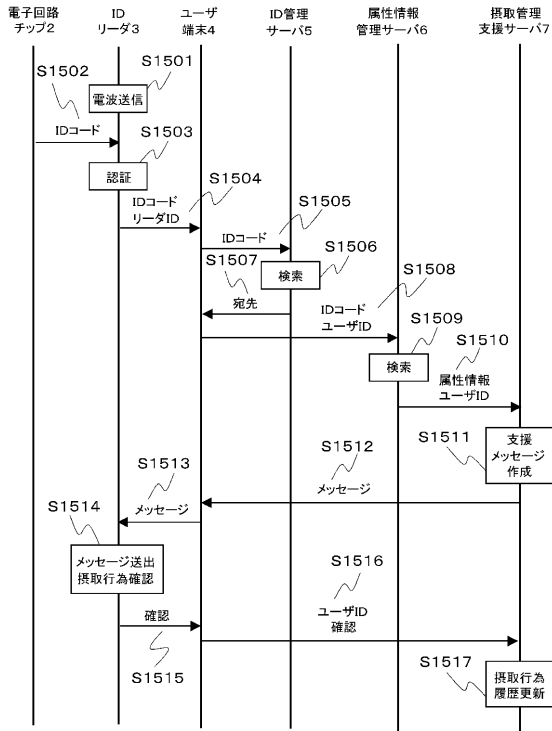 電子回路
チップ2
ID
リーダ3
ユーザ
端末4
ID管理
サーバ5
属性情報
管理サーバ6
摂取管理
支援サーバ7
S1501
電波送信
S1502
IDコード
S1503
認証
S1504
IDコード
リーダID
S1505
IDコード
S1506
検索
S1507
宛先
S1508
IDコード
ユーザID
S1509
検索
S1510
属性情報
ユーザID
S1511
支援
メッセージ
作成
S1512
メッセージ
S1513
メッセージ
S1514
メッセージ送出
摂取行為確認
確認
S1515
S1516
ユーザID
確認
S1517
摂取行為
履歴更新